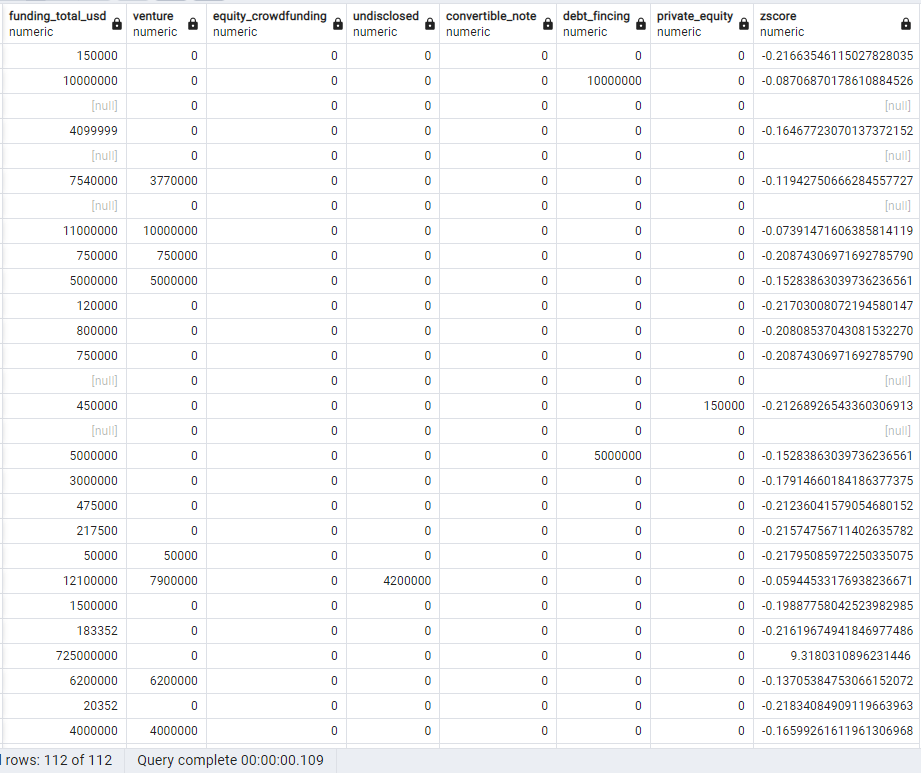 funding_total_usd venture equity_crowdfunding undisclosed convertible_note debt_fincing private_equity zscore
numeric numeric numeric numeric numeric numeric numeric numeric
150000 0 0 0 0 0 0 -0.21663546115027828035
10000000 0 0 0 0 10000000 0 -0.08706870178610884526
[null] 0 0 0 0 0 0 [null]
4099999 0 0 0 0 0 0 -0.16467723070137372152
[null] 0 0 0 0 0 0 [null]
7540000 3770000 0 0 0 0 0 -0.11942750666284557727
[null] 0 0 0 0 0 0 [null]
11000000 10000000 0 0 0 0 0 -0.07391471606385814119
750000 750000 0 0 0 0 0 -0.20874306971692785790
5000000 5000000 0 0 0 0 0 -0.15283863039736236561
120000 0 0 0 0 0 0 -0.21703008072194580147
800000 0 0 0 0 0 0 -0.20808537043081532270
750000 0 0 0 0 0 0 -0.20874306971692785790
[null] 0 0 0 0 0 0 [null]
450000 0 0 0 0 0 150000 -0.21268926543360306913
[null] 0 0 0 0 0 0 [null]
5000000 0 0 0 0 5000000 0 -0.15283863039736236561
3000000 0 0 0 0 0 0 -0.17914660184186377375
475000 0 0 0 0 0 0 -0.21236041579054680152
217500 0 0 0 0 0 0 -0.21574756711402635782
50000 50000 0 0 0 0 0 -0.21795085972250335075
12100000 7900000 0 4200000 0 0 0 -0.05944533176938236671
1500000 0 0 0 0 0 0 -0.19887758042523982985
183352 0 0 0 0 0 0 -0.21619674941846977486
725000000 0 0 0 0 0 0 9.3180310896231446
6200000 6200000 0 0 0 0 0 -0.13705384753066152072
20352 0 0 0 0 0 0 -0.21834084909119663963
4000000 4000000 0 0 0 0 0 -0.16599261611961306968
rows: 112 of 112 Query complete 00:00:00.109